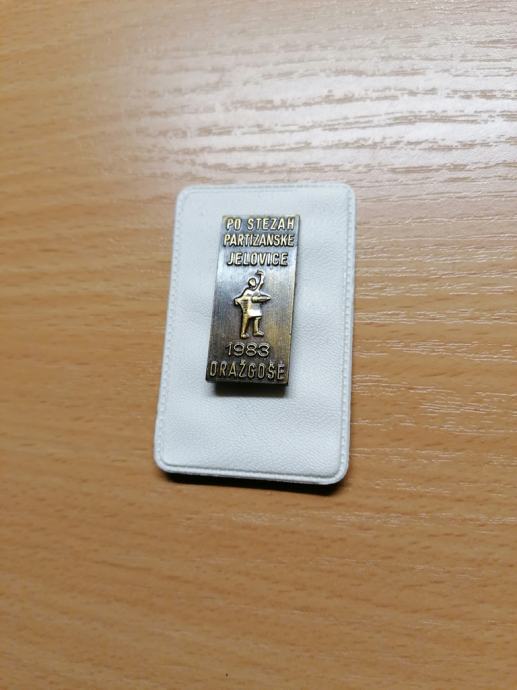 PO STEZAH
PARTIZANSKE
JELOVICE
1983
DRAŽGOŠE